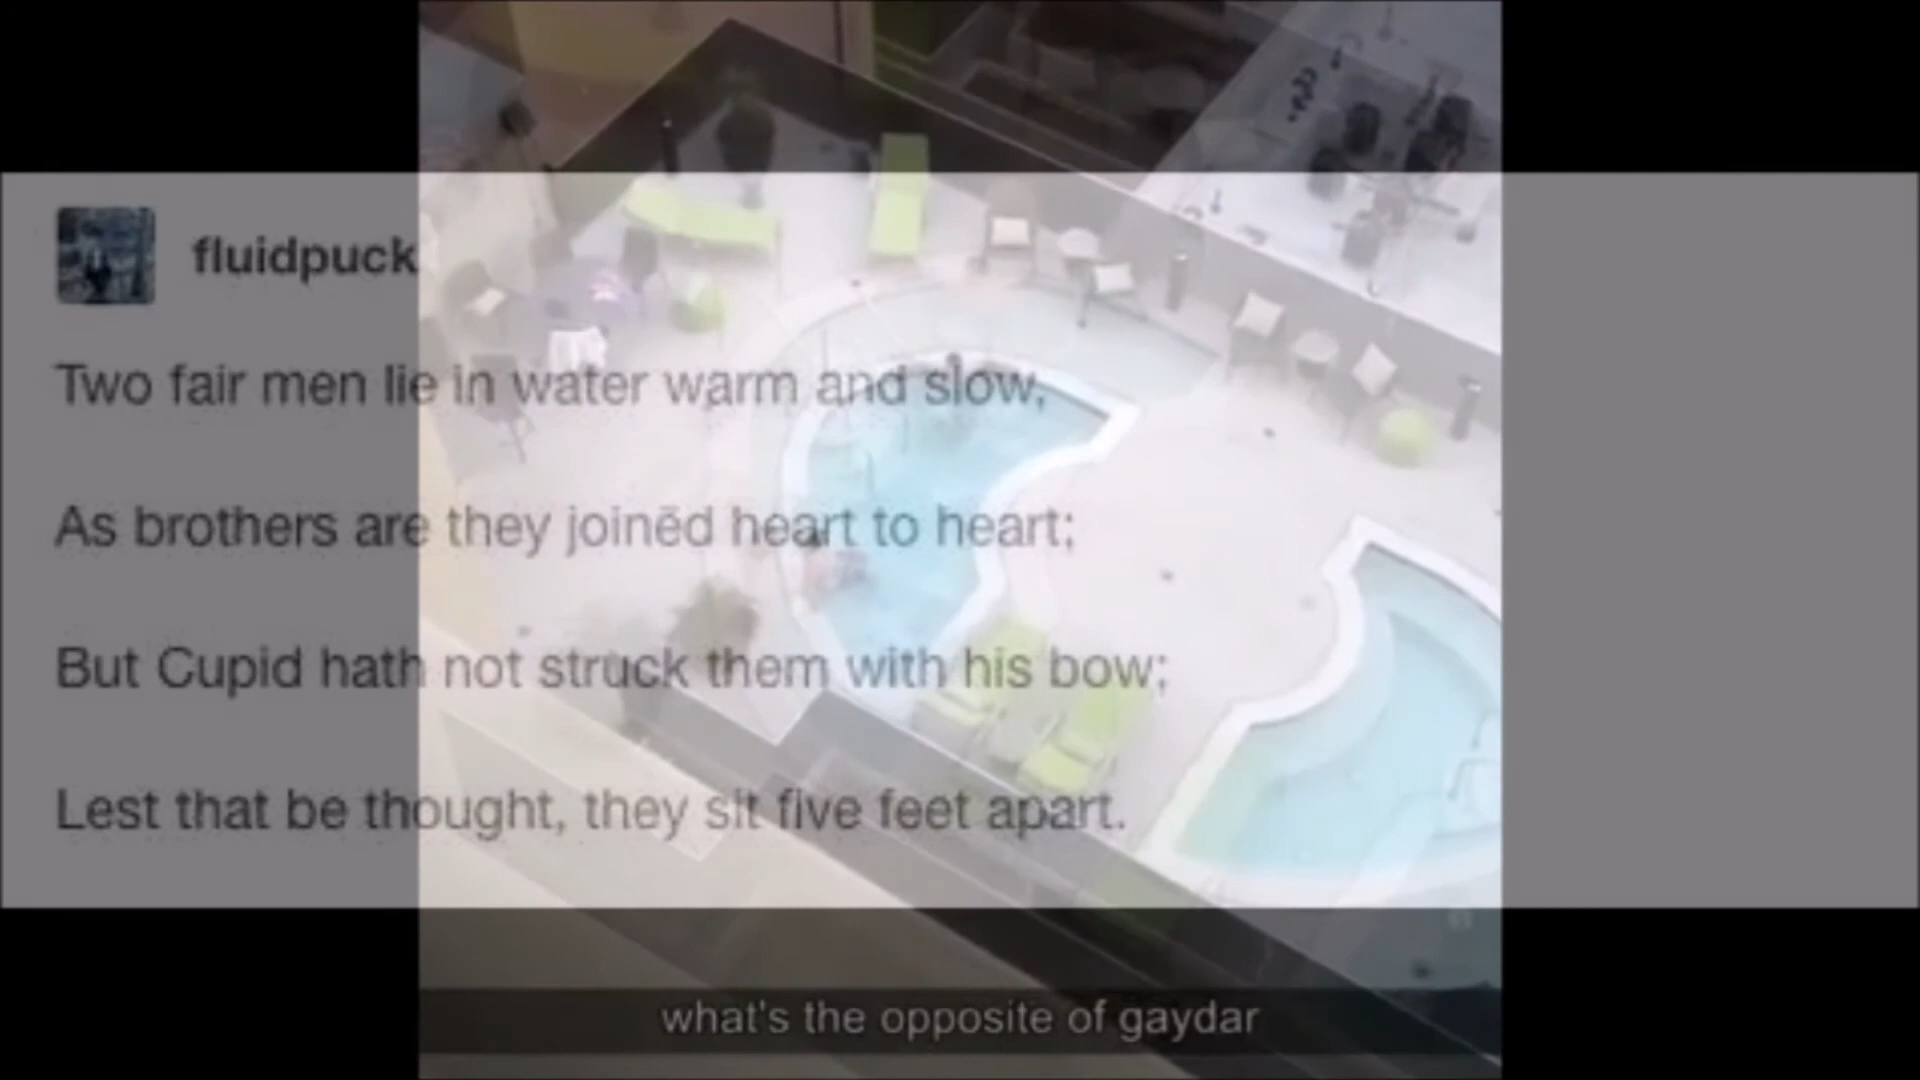 fluidpuck
Two fair men lie in water warm and slow,
As brothers are they joinēd heart to heart;
But Cupid hath not struck them with his bow;
Lest that be thought, they sit five feet apart.
what's the opposite of gaydar